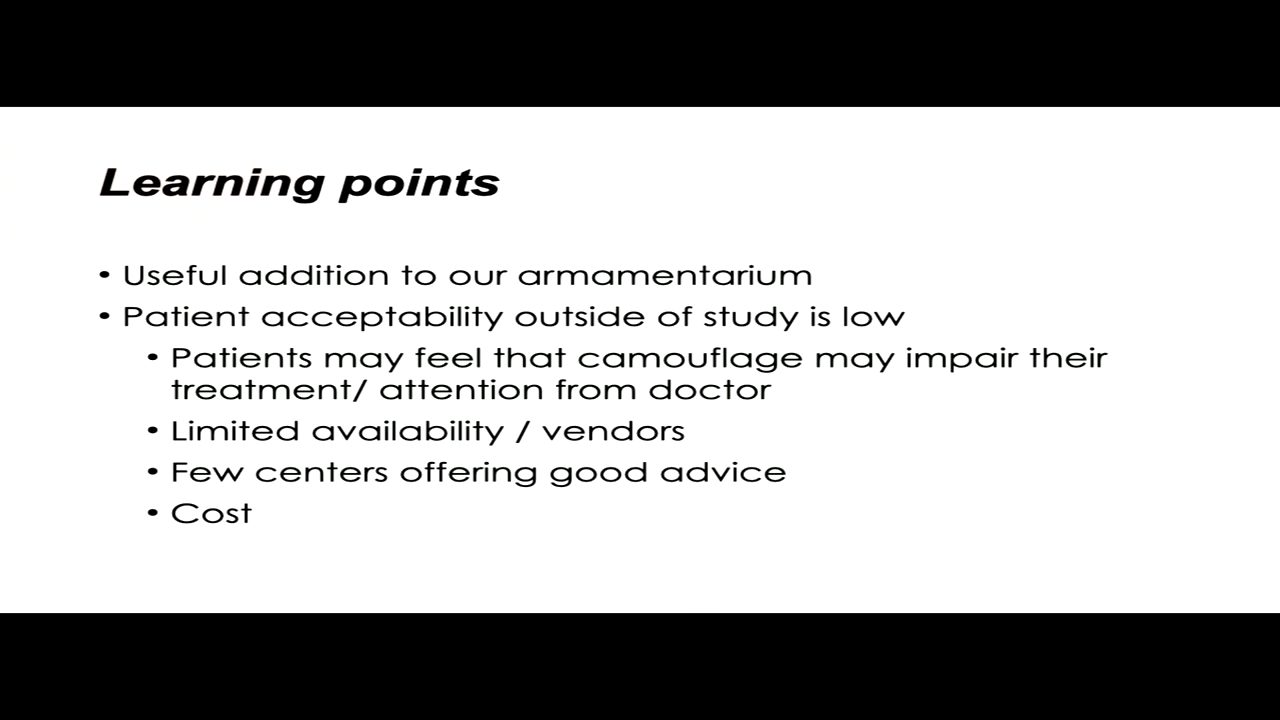 Learning points
• Useful addition to our armamentarium
• Patient acceptability outside of study is low
• Patients may feel that camouflage may impair their
treatment/ attention from doctor
• Limited availability / vendors
• Few centers offering good advice
• Cost